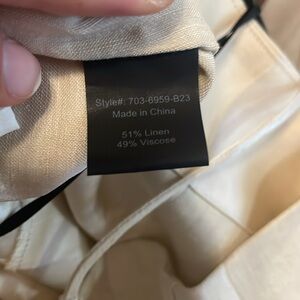 Style#: 703-6959-B23
Made in China
51% Linen
49% Viscose